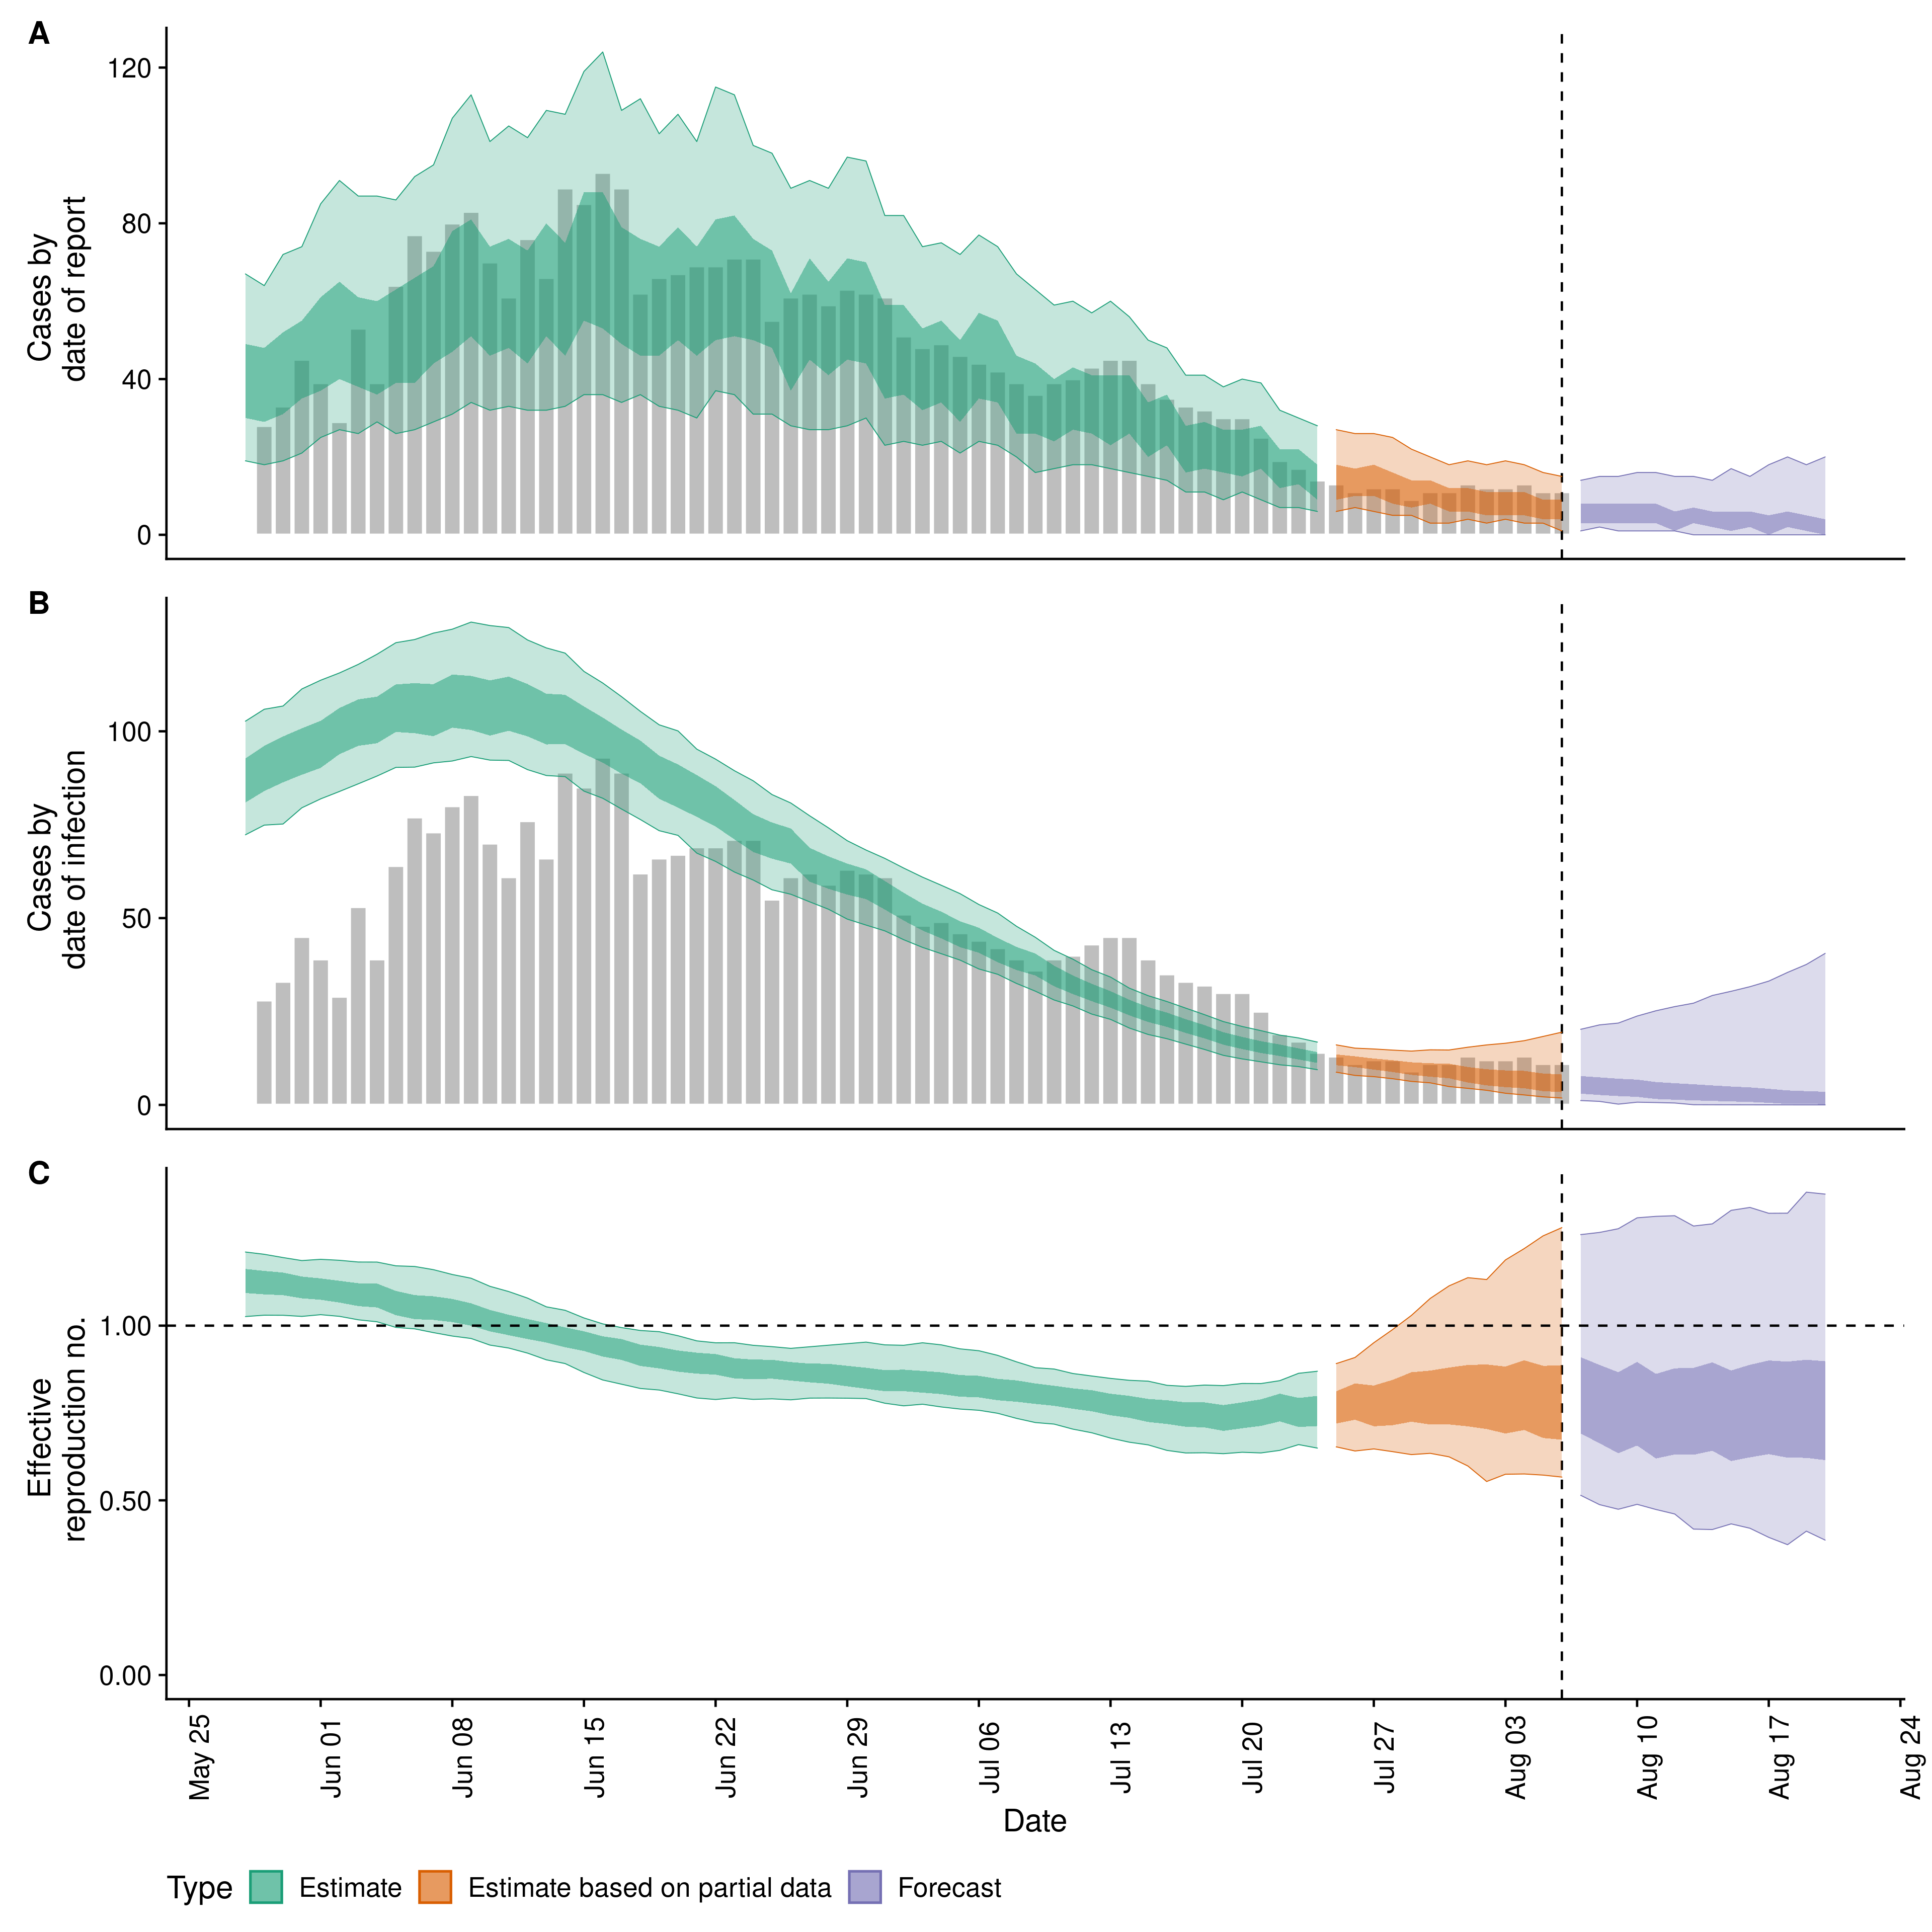 A
Cases by
date of report
120
80
40
0
B
Cases by
date of infection
100
50
0
C
Effective
reproduction no.
1.00
0.50
0.00
May 25
Jun 01
Jun 08
Jun 15
Jun 22
Jun 29
Jul 06
Jul 13
Jul 20
Jul 27
Aug 03
Aug 10
Aug 17
Aug 24
Date
Type Estimate Estimate based on partial data Forecast